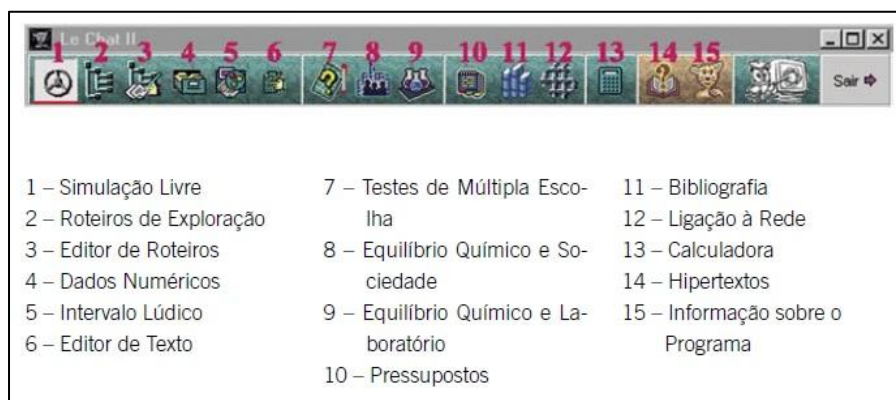 Le Chat II
1 2 3 4 5 6 7 8 9 10 11 12 13 14 15
Sair
1 – Simulação Livre
2 – Roteiros de Exploração
3 – Editor de Roteiros
4 – Dados Numéricos
5 – Intervalo Lúdico
6 – Editor de Texto
7 – Testes de Múltipla Esco-
lha
8 – Equilíbrio Químico e So-
ciedade
9 – Equilíbrio Químico e La-
boratório
10 – Pressupostos
11 – Bibliografia
12 – Ligação à Rede
13 – Calculadora
14 – Hipertextos
15 – Informação sobre o
Programa